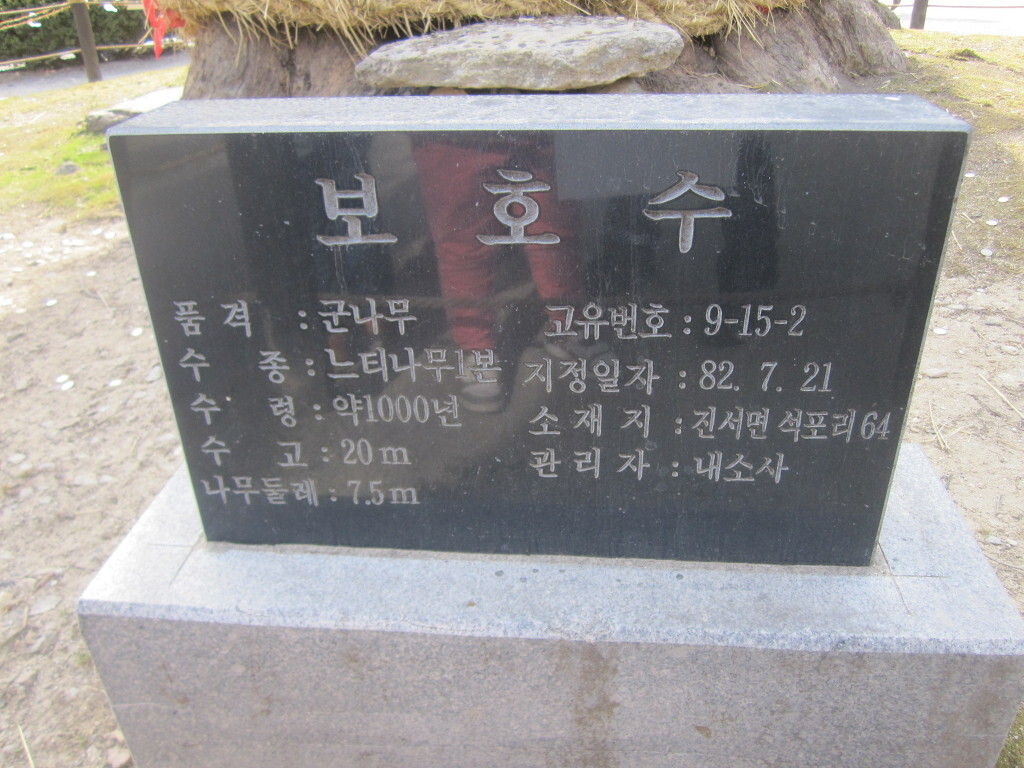 보호수
품격 : 군나무
수종 : 느티나무1본
수령 : 약1000년
수고 : 20m
나무둘레 : 7.5m
고유번호 : 9-15-2
지정일자 : 82. 7. 21
소재지 : 진서면 석포리 64
관리자 : 내소사